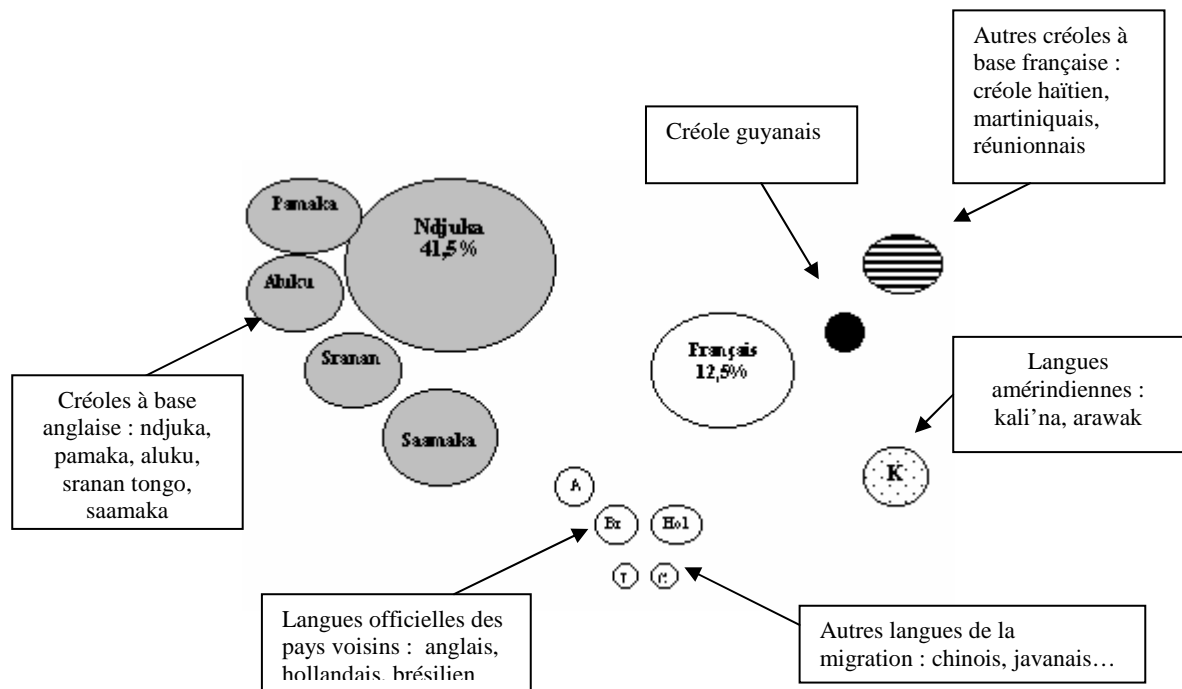 Autres créoles à
base française :
créole haïtien,
martiniquais,
réunionnais
Créole guyanais
Pamaka
Ndjuka
41,5%
Aluku
Sranan
Saamaka
Français
12,5%
Créoles à base
anglaise : ndjuka,
pamaka, aluku,
sranan tongo,
saamaka
Langues
amérindiennes :
kali’na, arawak
K
A
Br
Hol
Langues officielles des
pays voisins : anglais,
hollandais, brésilien
Autres langues de la
migration : chinois, javanais…